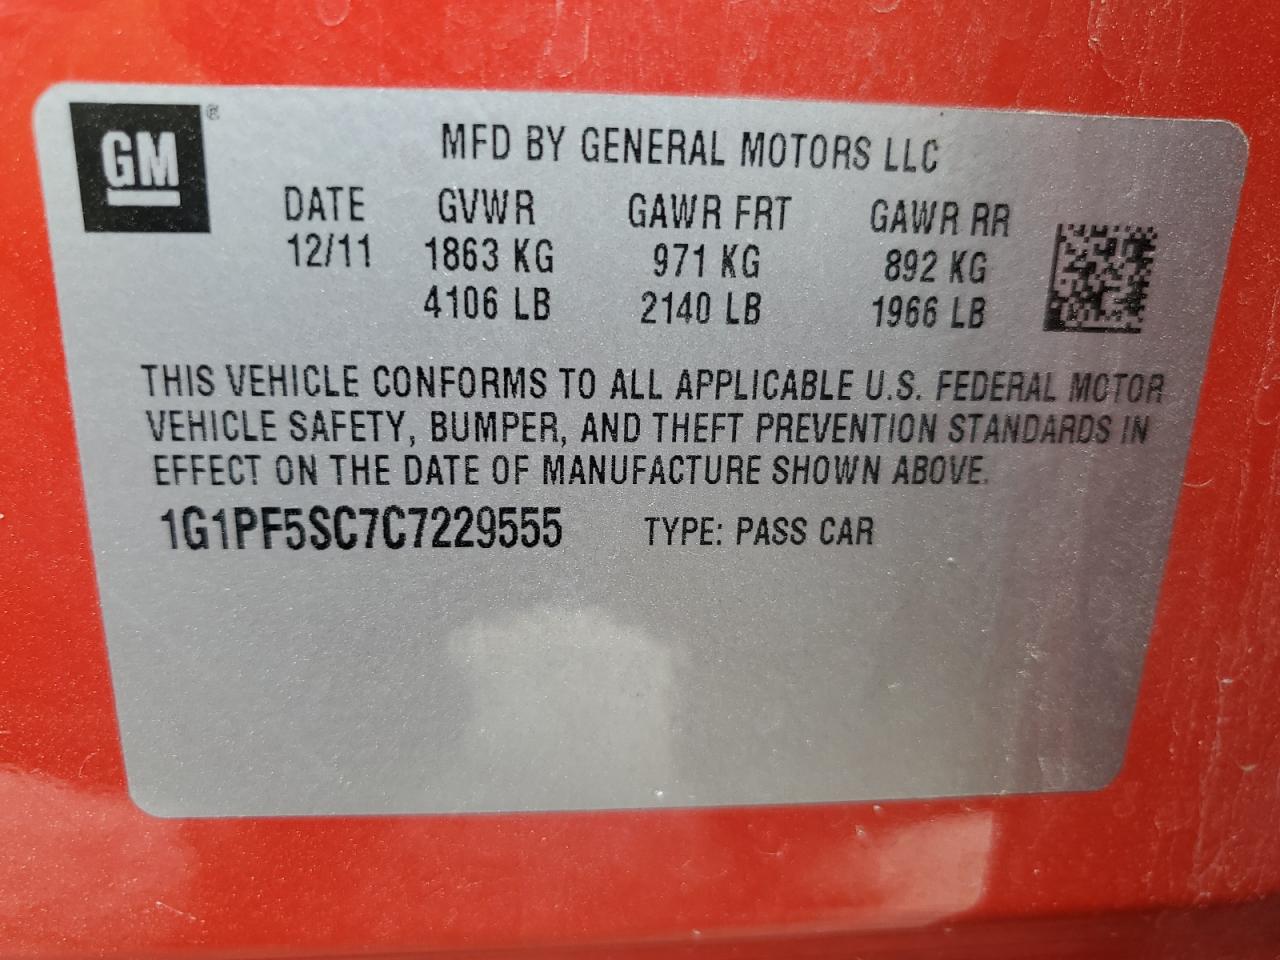 GM®
MFD BY GENERAL MOTORS LLC
DATE GVWR GAWR FRT GAWR RR
12/11 1863 KG 971 KG 892 KG
4106 LB 2140 LB 1966 LB
THIS VEHICLE CONFORMS TO ALL APPLICABLE U.S. FEDERAL MOTOR
VEHICLE SAFETY, BUMPER, AND THEFT PREVENTION STANDARDS IN
EFFECT ON THE DATE OF MANUFACTURE SHOWN ABOVE.
1G1PF5SC7C7229555 TYPE: PASS CAR